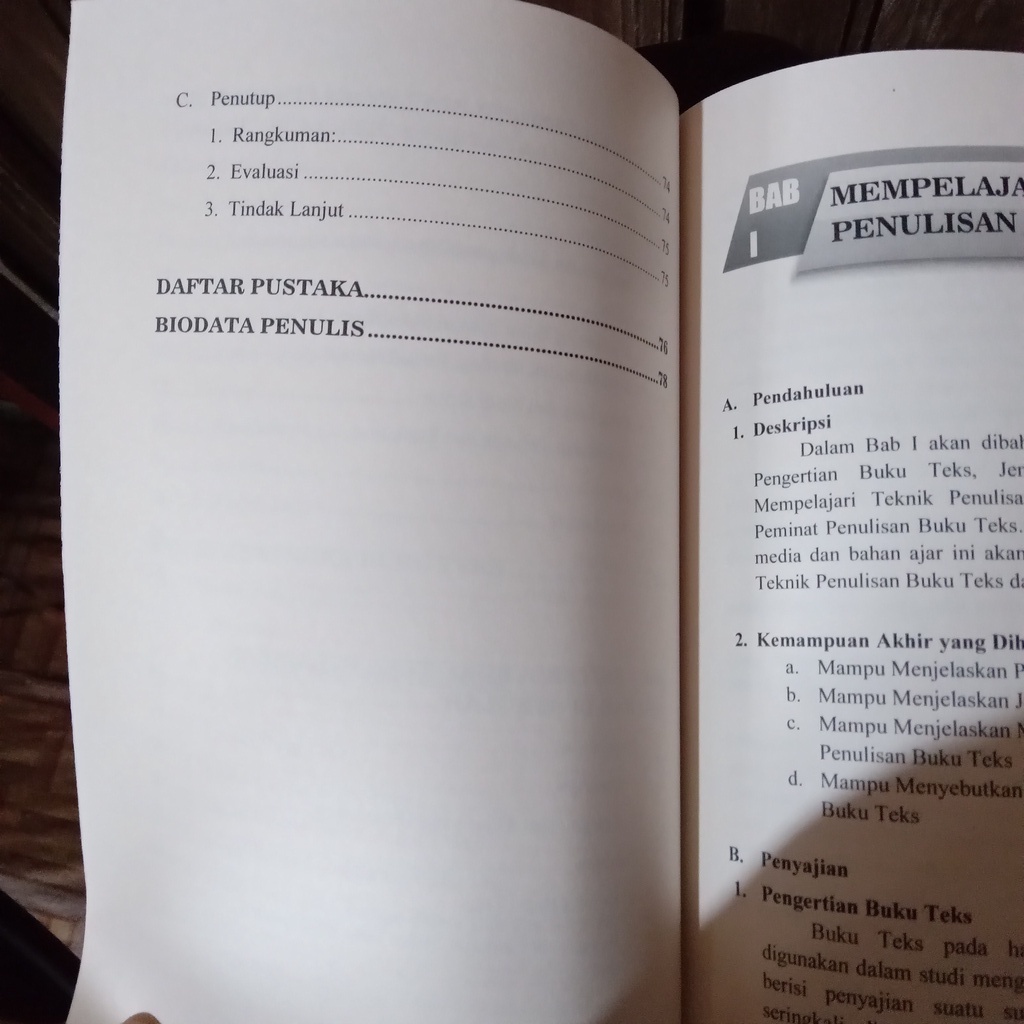 C. Penutup........................................74
1. Rangkuman:........................................74
2. Evaluasi........................................75
3. Tindak Lanjut........................................75
DAFTAR PUSTAKA........................................76
BIODATA PENULIS........................................78
BAB
I
MEMPELAJA
PENULISAN
A. Pendahuluan
1. Deskripsi
Dalam Bab I akan dibah
Pengertian Buku Teks, Jen
Mempelajari Teknik Penulisa
Peminat Penulisan Buku Teks.
media dan bahan ajar ini akan
Teknik Penulisan Buku Teks da
2. Kemampuan Akhir yang Dih
a. Mampu Menjelaskan P
b. Mampu Menjelaskan J
c. Mampu Menjelaskan M
Penulisan Buku Teks
d. Mampu Menyebutkan
Buku Teks
B. Penyajian
1. Pengertian Buku Teks
Buku Teks pada ha
digunakan dalam studi meng
berisi penyajian suatu su
seringkali